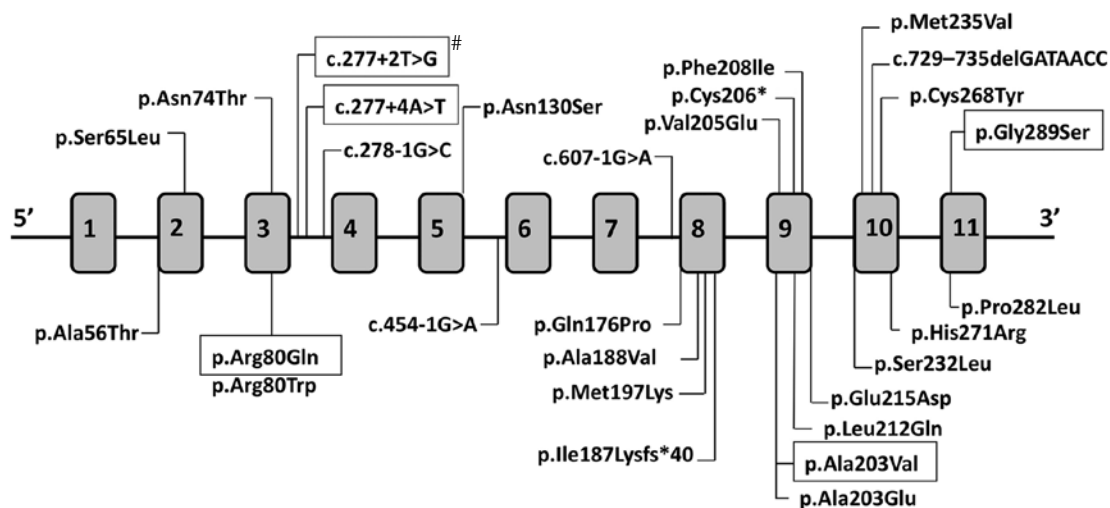 p.Met235Val
c.277+2T>G#
p.Phe208Ile
c.729–735delGATAACC
p.Asn74Thr
c.277+4A>T
p.Asn130Ser
p.Cys206*
p.Cys268Tyr
p.Ser65Leu
p.Val205Glu
p.Gly289Ser
c.278-1G>C
c.607-1G>A
5’ 1 2 3 4 5 6 7 8 9 10 11 3’
p.Ala56Thr
c.454-1G>A
p.Gln176Pro
p.Pro282Leu
p.His271Arg
p.Arg80Gln
p.Ala188Val
p.Ser232Leu
p.Arg80Trp
p.Met197Lys
p.Glu215Asp
p.Leu212Gln
p.Ile187Lysfs*40
p.Ala203Val
p.Ala203Glu